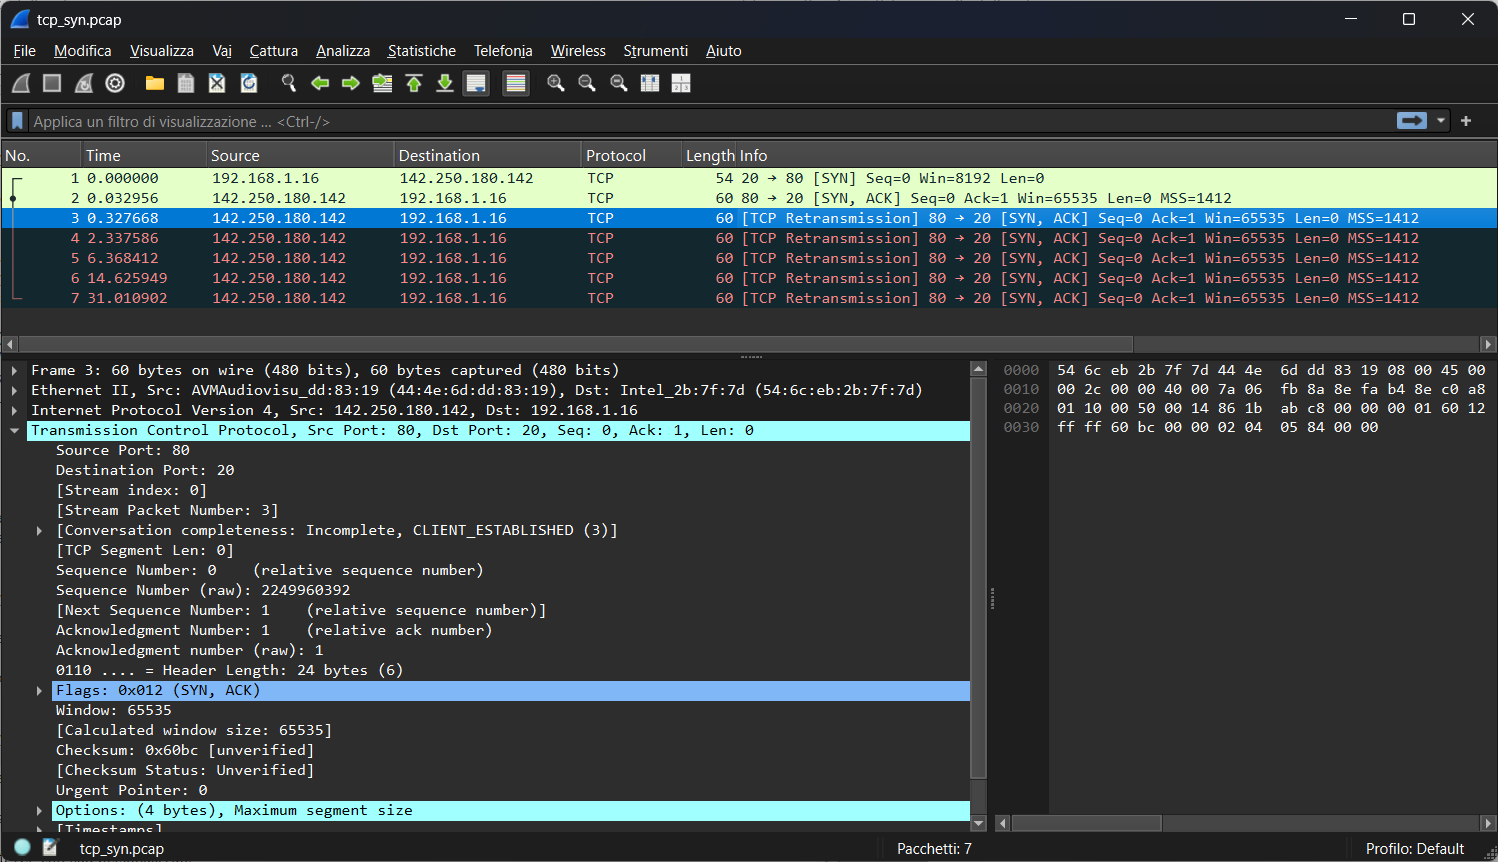 tcp_syn.pcap
File Modifica Visualizza Vai Cattura Analizza Statistiche Telefonia Wireless Strumenti Aiuto
Applica un filtro di visualizzazione … <Ctrl-/>
No. Time Source Destination Protocol Length Info
1 0.000000 192.168.1.16 142.250.180.142 TCP 54 20 → 80 [SYN] Seq=0 Win=8192 Len=0
2 0.032956 142.250.180.142 192.168.1.16 TCP 60 80 → 20 [SYN, ACK] Seq=0 Ack=1 Win=65535 Len=0 MSS=1412
3 0.327668 142.250.180.142 192.168.1.16 TCP 60 [TCP Retransmission] 80 → 20 [SYN, ACK] Seq=0 Ack=1 Win=65535 Len=0 MSS=1412
4 2.337586 142.250.180.142 192.168.1.16 TCP 60 [TCP Retransmission] 80 → 20 [SYN, ACK] Seq=0 Ack=1 Win=65535 Len=0 MSS=1412
5 6.368412 142.250.180.142 192.168.1.16 TCP 60 [TCP Retransmission] 80 → 20 [SYN, ACK] Seq=0 Ack=1 Win=65535 Len=0 MSS=1412
6 14.625949 142.250.180.142 192.168.1.16 TCP 60 [TCP Retransmission] 80 → 20 [SYN, ACK] Seq=0 Ack=1 Win=65535 Len=0 MSS=1412
7 31.010902 142.250.180.142 192.168.1.16 TCP 60 [TCP Retransmission] 80 → 20 [SYN, ACK] Seq=0 Ack=1 Win=65535 Len=0 MSS=1412
Frame 3: 60 bytes on wire (480 bits), 60 bytes captured (480 bits)
Ethernet II, Src: AVMAudiovisu_dd:83:19 (44:4e:6d:dd:83:19), Dst: Intel_2b:7f:7d (54:6c:eb:2b:7f:7d)
Internet Protocol Version 4, Src: 142.250.180.142, Dst: 192.168.1.16
Transmission Control Protocol, Src Port: 80, Dst Port: 20, Seq: 0, Ack: 1, Len: 0
Source Port: 80
Destination Port: 20
[Stream index: 0]
[Stream Packet Number: 3]
[Conversation completeness: Incomplete, CLIENT_ESTABLISHED (3)]
[TCP Segment Len: 0]
Sequence Number: 0 (relative sequence number)
Sequence Number (raw): 2249960392
[Next Sequence Number: 1 (relative sequence number)]
Acknowledgment Number: 1 (relative ack number)
Acknowledgment number (raw): 1
0110 .... = Header Length: 24 bytes (6)
Flags: 0x012 (SYN, ACK)
Window: 65535
[Calculated window size: 65535]
Checksum: 0x60bc [unverified]
[Checksum Status: Unverified]
Urgent Pointer: 0
Options: (4 bytes), Maximum segment size
[Timestamps]
0000 54 6c eb 2b 7f 7d 44 4e 6d dd 83 19 08 00 45 00
0010 00 2c 00 00 40 00 7a 06 fb 8a 8e fa b4 8e c0 a8
0020 01 10 00 50 00 14 86 1b ab c8 00 00 00 01 60 12
0030 ff ff 60 bc 00 00 02 04 05 84 00 00
tcp_syn.pcap Pacchetti: 7 Profilo: Default